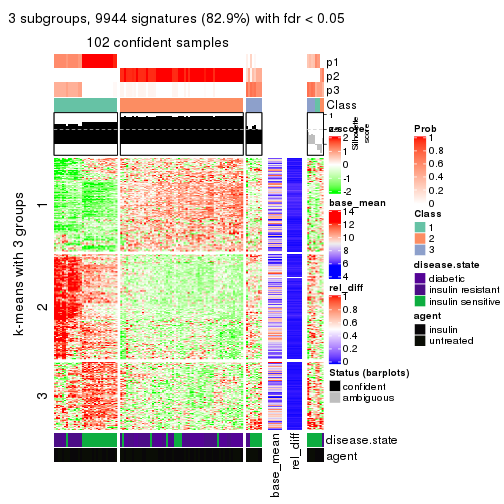 3 subgroups, 9944 signatures (82.9%) with fdr < 0.05
102 confident samples
p1
p2
p3
Class
1
Silhouette
score
k-means with 3 groups
1
2
3
disease.state
agent
base_mean
rel_diff
z-score
2
1
0
-1
-2
base_mean
14
12
10
8
6
4
rel_diff
1
0.8
0.6
0.4
0.2
0
Status (barplots)
confident
ambiguous
Prob
1
0.8
0.6
0.4
0.2
0
Class
1
2
3
disease.state
diabetic
insulin resistant
insulin sensitive
agent
insulin
untreated